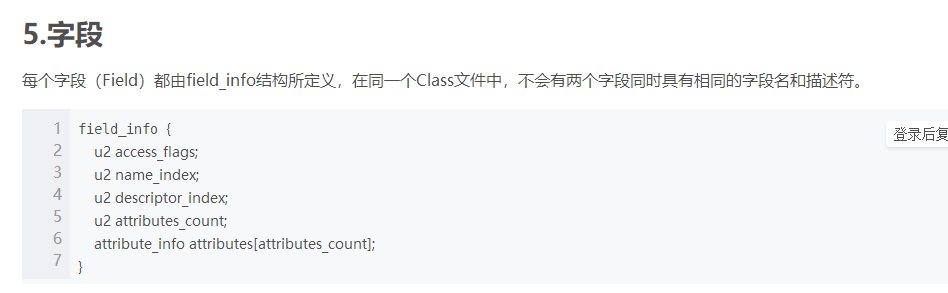 5.字段
每个字段（Field）都由field_info结构所定义，在同一个Class文件中，不会有两个字段同时具有相同的字段名和描述符。
1 field_info {
2 u2 access_flags;
3 u2 name_index;
4 u2 descriptor_index;
5 u2 attributes_count;
6 attribute_info attributes[attributes_count];
7 }
登录后复